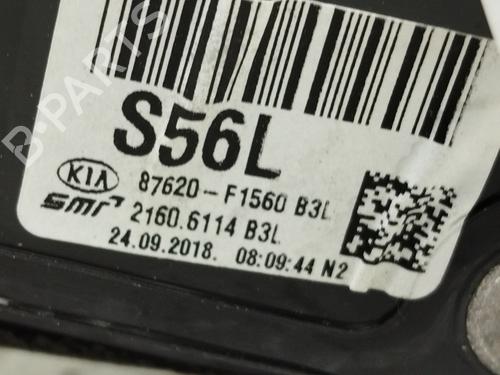 B-PARTS
S56L
KIA 87620-F1560 B3L
smr 2160.6114 B3L
24.09.2018. 08:09:44 N2